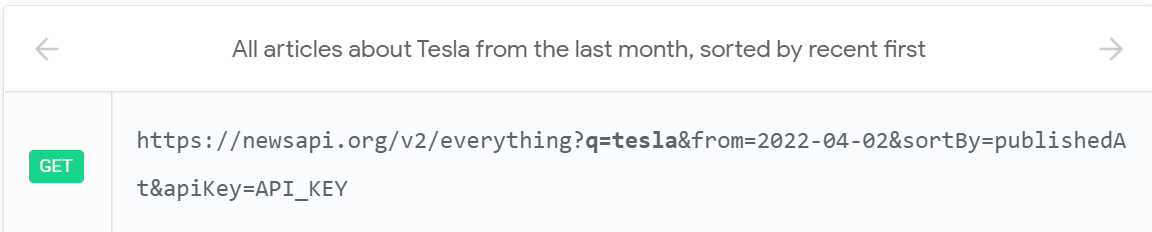 All articles about Tesla from the last month, sorted by recent first
GET
https://newsapi.org/v2/everything?q=tesla&from=2022-04-02&sortBy=publishedA
t&apiKey=API_KEY